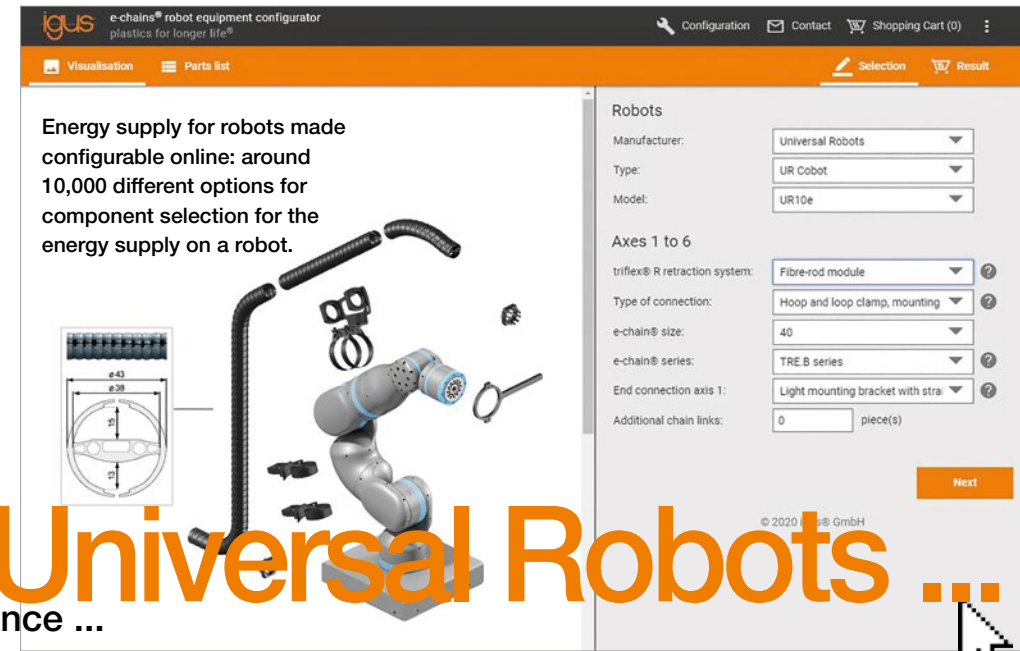 igus
e-chains® robot equipment configurator
plastics for longer life®
Configuration
Contact
Shopping Cart (0)
Visualisation
Parts list
Selection
Result
Energy supply for robots made
configurable online: around
10,000 different options for
component selection for the
energy supply on a robot.
ø43
ø38
15
13
Robots
Manufacturer: Universal Robots
Type: UR Cobot
Model: UR10e
Axes 1 to 6
triflex® R retraction system: Fibre-rod module
Type of connection: Hoop and loop clamp, mounting
e-chain® size: 40
e-chain® series: TRE.B series
End connection axis 1: Light mounting bracket with strai
Additional chain links: 0 piece(s)
Next
© 2020 igus® GmbH
Universal Robots ...
nce ...